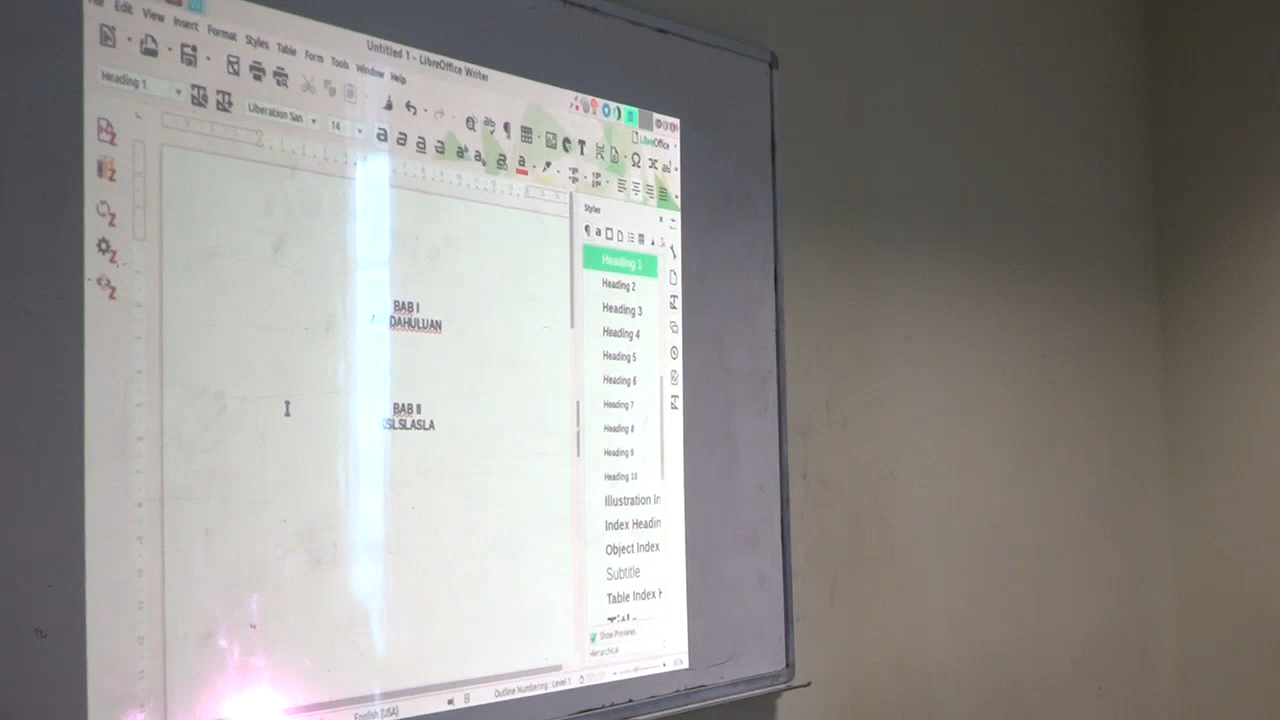 File Edit View Insert Format Styles Table Form Tools Window Help
Untitled 1 - LibreOffice Writer
Heading 1
Liberation San
14
LibreOffice
BAB I
DAHULUAN
BAB II
SLSLASLA
Styles
Heading 1
Heading 2
Heading 3
Heading 4
Heading 5
Heading 6
Heading 7
Heading 8
Heading 9
Heading 10
Illustration In
Index Headin
Object Index
Subtitle
Table Index H
Show Previews
Hierarchical
Outline Numbering : Level 1
English (USA)